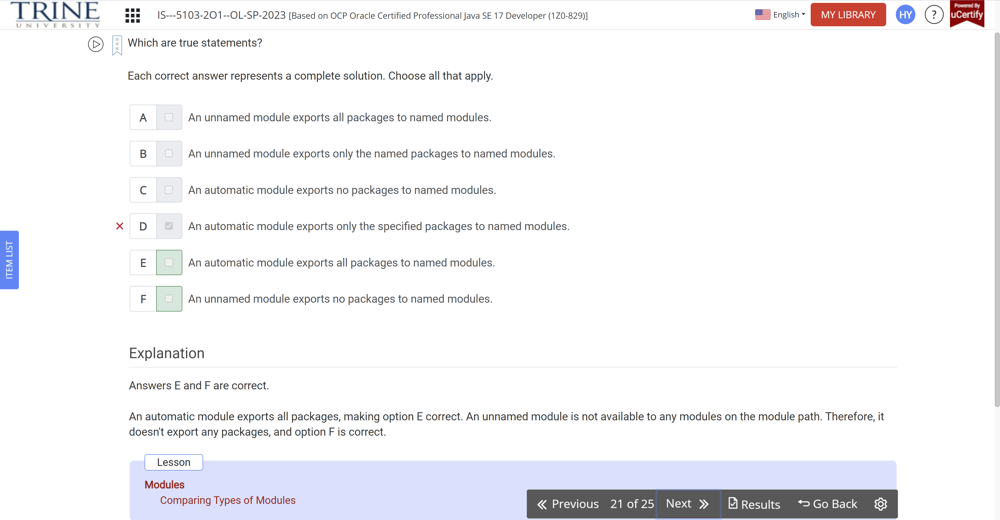 TRINE
UNIVERSITY
IS---5103-2O1--OL-SP-2023 [Based on OCP Oracle Certified Professional Java SE 17 Developer (1Z0-829)]
English
MY LIBRARY
HY
?
Powered By
uCertify
Which are true statements?
Each correct answer represents a complete solution. Choose all that apply.
A An unnamed module exports all packages to named modules.
B An unnamed module exports only the named packages to named modules.
C An automatic module exports no packages to named modules.
D An automatic module exports only the specified packages to named modules.
E An automatic module exports all packages to named modules.
F An unnamed module exports no packages to named modules.
ITEM LIST
Explanation
Answers E and F are correct.
An automatic module exports all packages, making option E correct. An unnamed module is not available to any modules on the module path. Therefore, it
doesn't export any packages, and option F is correct.
Lesson
Modules
Comparing Types of Modules
Previous 21 of 25 Next Results Go Back